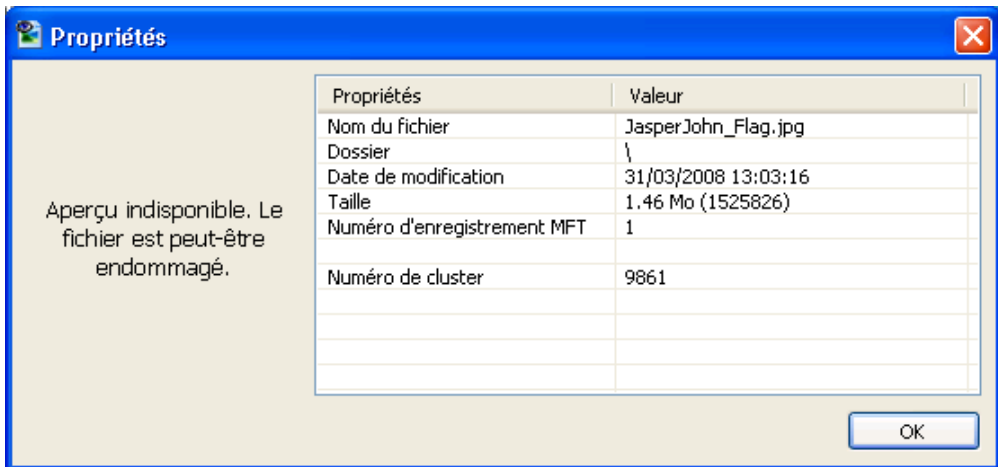 Propriétés
Aperçu indisponible. Le
fichier est peut-être
endommagé.
Propriétés Valeur
Nom du fichier JasperJohn_Flag.jpg
Dossier \
Date de modification 31/03/2008 13:03:16
Taille 1.46 Mo (1525826)
Numéro d'enregistrement MFT 1
Numéro de cluster 9861
OK